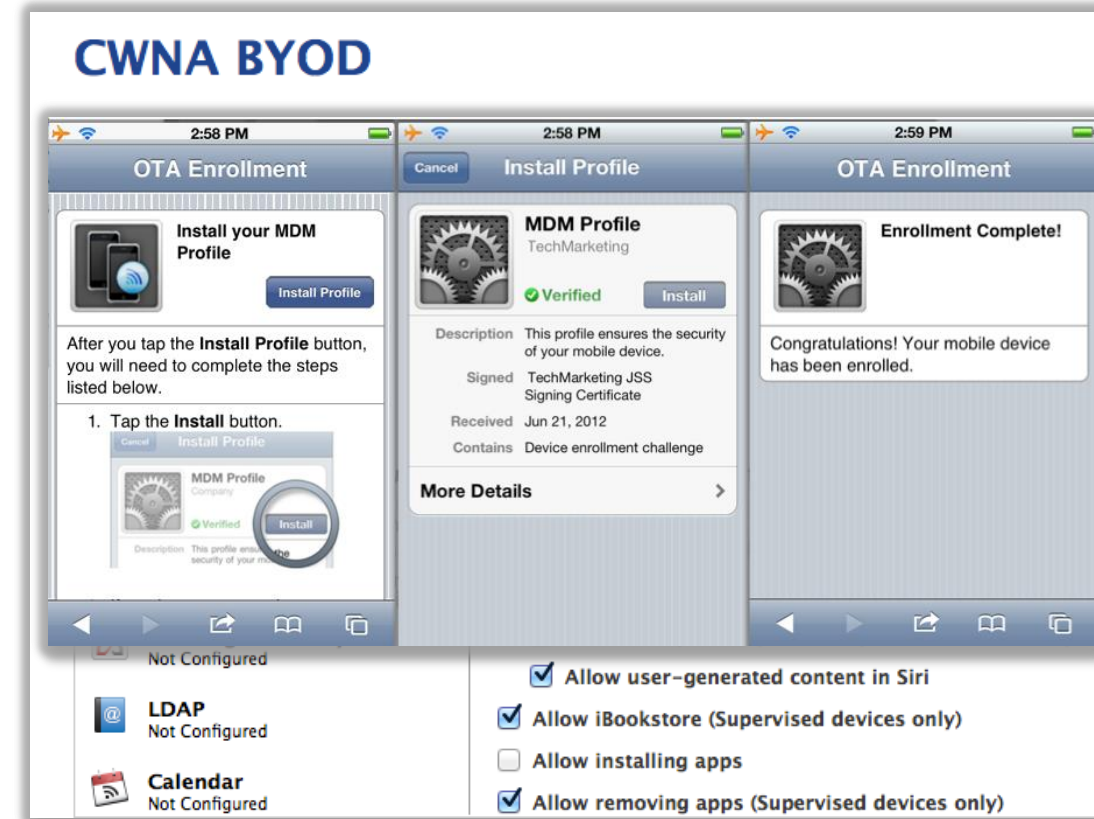 CWNA BYOD
2:58 PM
OTA Enrollment
Install your MDM
Profile
Install Profile
After you tap the Install Profile button,
you will need to complete the steps
listed below.
1. Tap the Install button.
Cancel Install Profile
MDM Profile
Company
Verified Install
Description This profile ensures the
security of your
2:58 PM
Cancel Install Profile
MDM Profile
TechMarketing
Verified Install
Description This profile ensures the security
of your mobile device.
Signed TechMarketing JSS
Signing Certificate
Received Jun 21, 2012
Contains Device enrollment challenge
More Details
2:59 PM
OTA Enrollment
Enrollment Complete!
Congratulations! Your mobile device
has been enrolled.
Not Configured
LDAP
Not Configured
Calendar
Not Configured
Allow user-generated content in Siri
Allow iBookstore (Supervised devices only)
Allow installing apps
Allow removing apps (Supervised devices only)